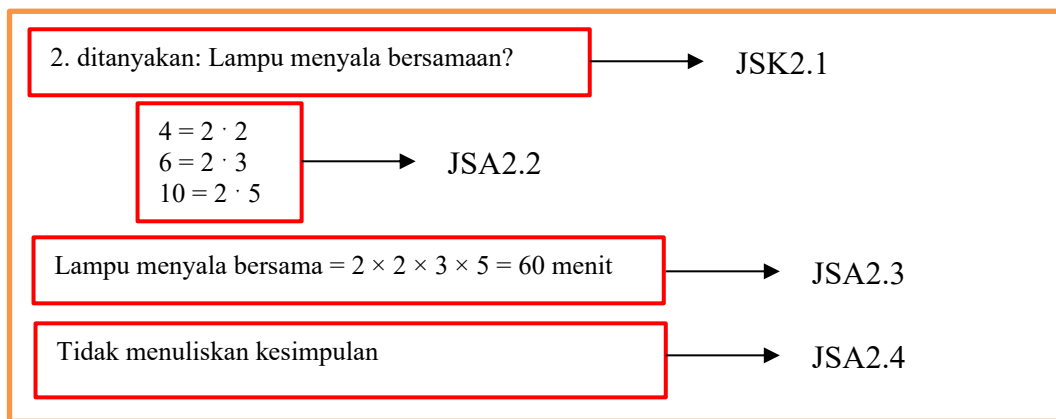 2. ditanyakan: Lampu menyala bersamaan?
JSK2.1
4 = 2 · 2
6 = 2 · 3
10 = 2 · 5
JSA2.2
Lampu menyala bersama = 2 × 2 × 3 × 5 = 60 menit
JSA2.3
Tidak menuliskan kesimpulan
JSA2.4